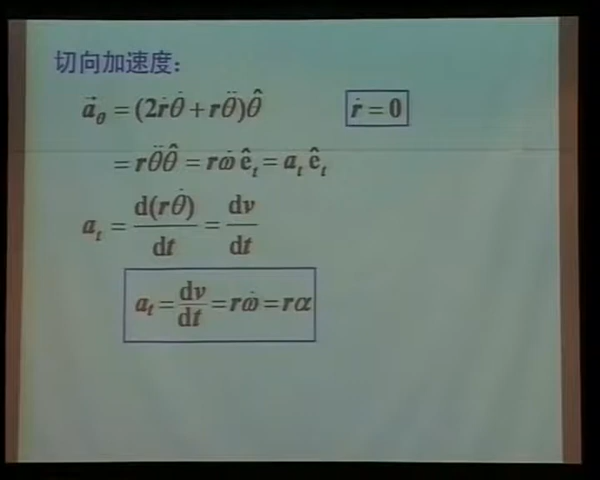 切向加速度：
a⃗_θ = (2ṙθ̇ + rθ̈)θ̂
ṙ = 0
= rθ̈θ̂ = rω̇ ê_t = a_t ê_t
a_t = d(rθ̇)/dt = dv/dt
a_t = dv/dt = rω̇ = rα